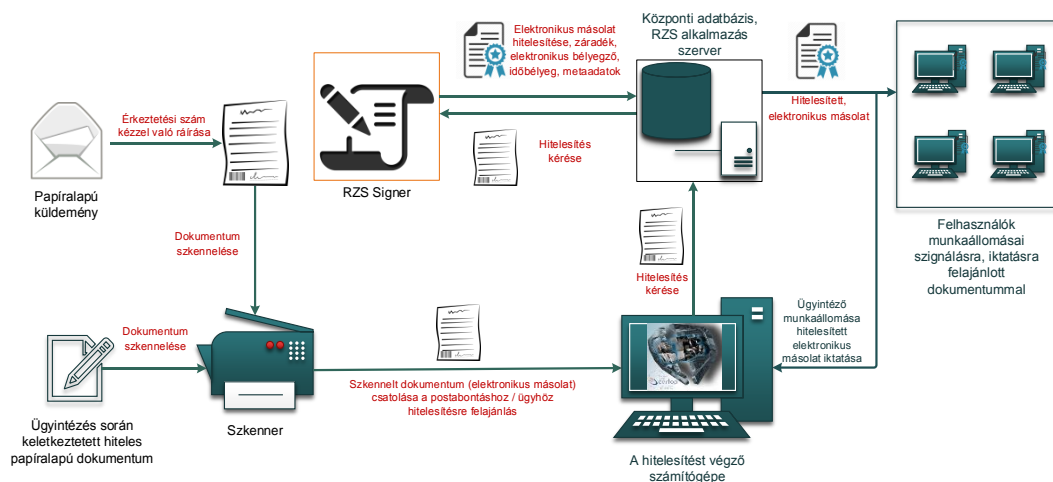 Érkeztetési szám
kézzel való ráírása
Papíralapú
küldemény
Elektronikus másolat
hitelesítése, záradék,
elektronikus bélyegző,
időbélyeg, metaadatok
Hitelesítés
kérése
RZS Signer
Központi adatbázis,
RZS alkalmazás
szerver
Hitelesített,
elektronikus másolat
Felhasználók
munkaállomásai
szignálásra, iktatásra
felajánlott
dokumentummal
Dokumentum
szkennelése
Hitelesítés
kérése
Ügyintéző
munkaállomása
hitelesített
elektronikus
másolat iktatása
Dokumentum
szkennelése
Ügyintézés során
keletkeztetett hiteles
papíralapú dokumentum
Szkenner
Szkennelt dokumentum (elektronikus másolat)
csatolása a postabontáshoz / ügyhöz
hitelesítésre felajánlás
A hitelesítést végző
számítógépe